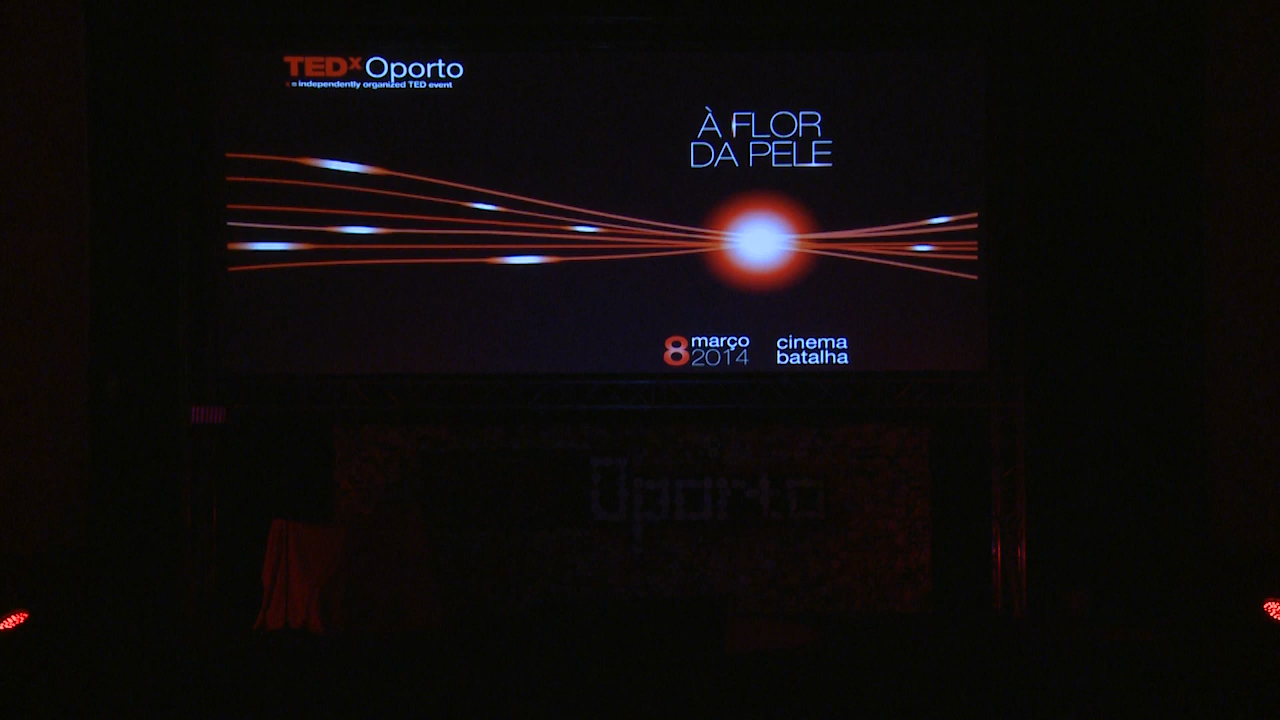 TEDx Oporto
x = independently organized TED event
À FLOR
DA PELE
8 março
2014
cinema
batalha
Oporto